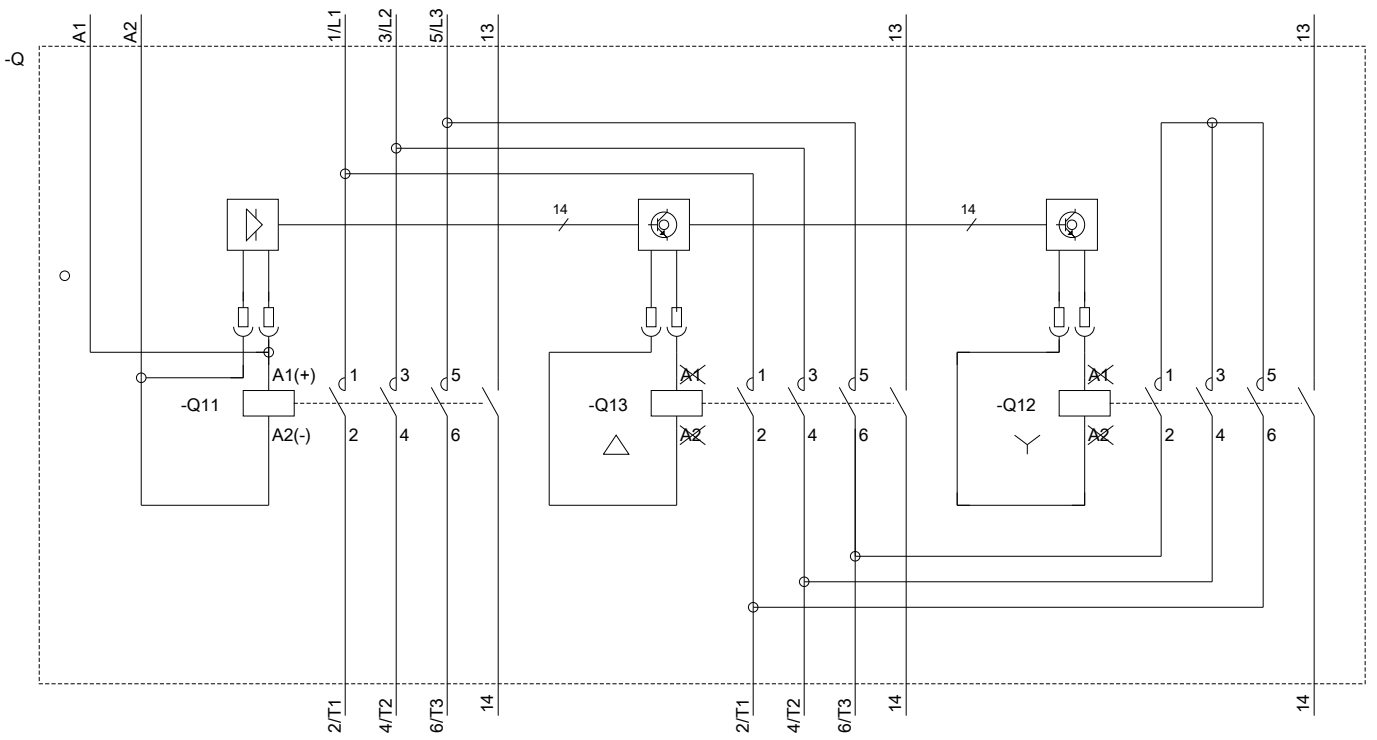 A1 A2 1/L1 3/L2 5/L3 13 13 13
-Q
14 14
A1(+) 1 3 5 A1 1 3 5 A1 1 3 5
-Q11 -Q13 -Q12
A2(-) 2 4 6 A2 2 4 6 A2 2 4 6
2/T1 4/T2 6/T3 14 2/T1 4/T2 6/T3 14 14